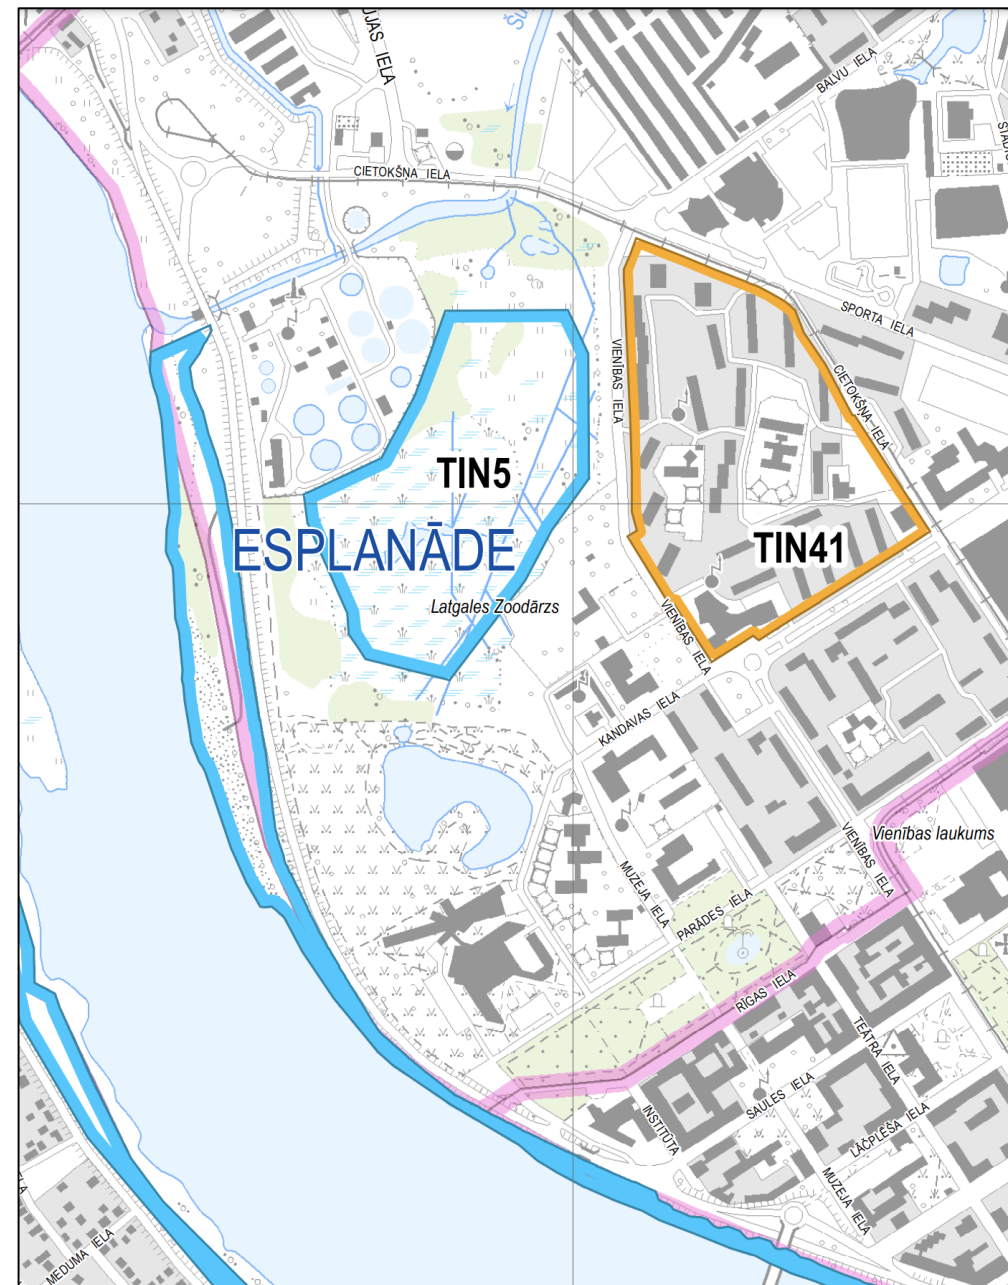 UJAS IELA
Šu
BALVU IELA
CIETOKŠŅA IELA
SPORTA IELA
VIENĪBAS IELA
CIETOKŠŅA IELA
TIN5
ESPLANĀDE
TIN41
Latgales Zoodārzs
VIENĪBAS IELA
KANDAVAS IELA
Vienības laukums
VIENĪBAS IELA
MUZEJA IELA
PARĀDES IELA
RĪGAS IELA
TEĀTRA IELA
SAULES IELA
INSTITŪTA
LĀČPLĒŠA IELA
MUZEJA IELA
MEDUMA IELA